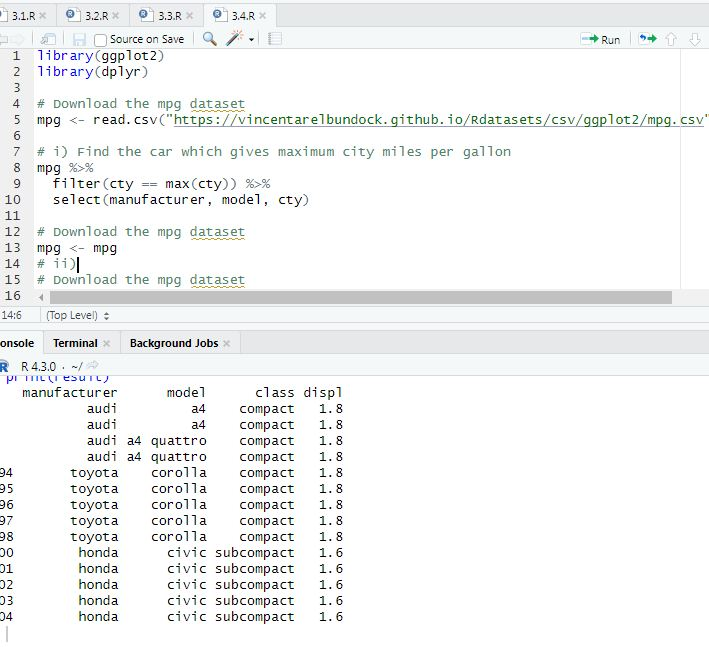 3.1.R 3.2.R 3.3.R 3.4.R
Source on Save Run
1 library(ggplot2)
2 library(dplyr)
3
4 # Download the mpg dataset
5 mpg <- read.csv("https://vincentarelbundock.github.io/Rdatasets/csv/ggplot2/mpg.csv"
6
7 # i) Find the car which gives maximum city miles per gallon
8 mpg %>%
9 filter(cty == max(cty)) %>%
10 select(manufacturer, model, cty)
11
12 # Download the mpg dataset
13 mpg <- mpg
14 # ii)
15 # Download the mpg dataset
16
14:6 (Top Level)
onsole Terminal Background Jobs
R R 4.3.0 · ~/
print(result)
manufacturer model class displ
audi a4 compact 1.8
audi a4 compact 1.8
audi a4 quattro compact 1.8
audi a4 quattro compact 1.8
94 toyota corolla compact 1.8
95 toyota corolla compact 1.8
96 toyota corolla compact 1.8
97 toyota corolla compact 1.8
98 toyota corolla compact 1.8
00 honda civic subcompact 1.6
01 honda civic subcompact 1.6
02 honda civic subcompact 1.6
03 honda civic subcompact 1.6
04 honda civic subcompact 1.6